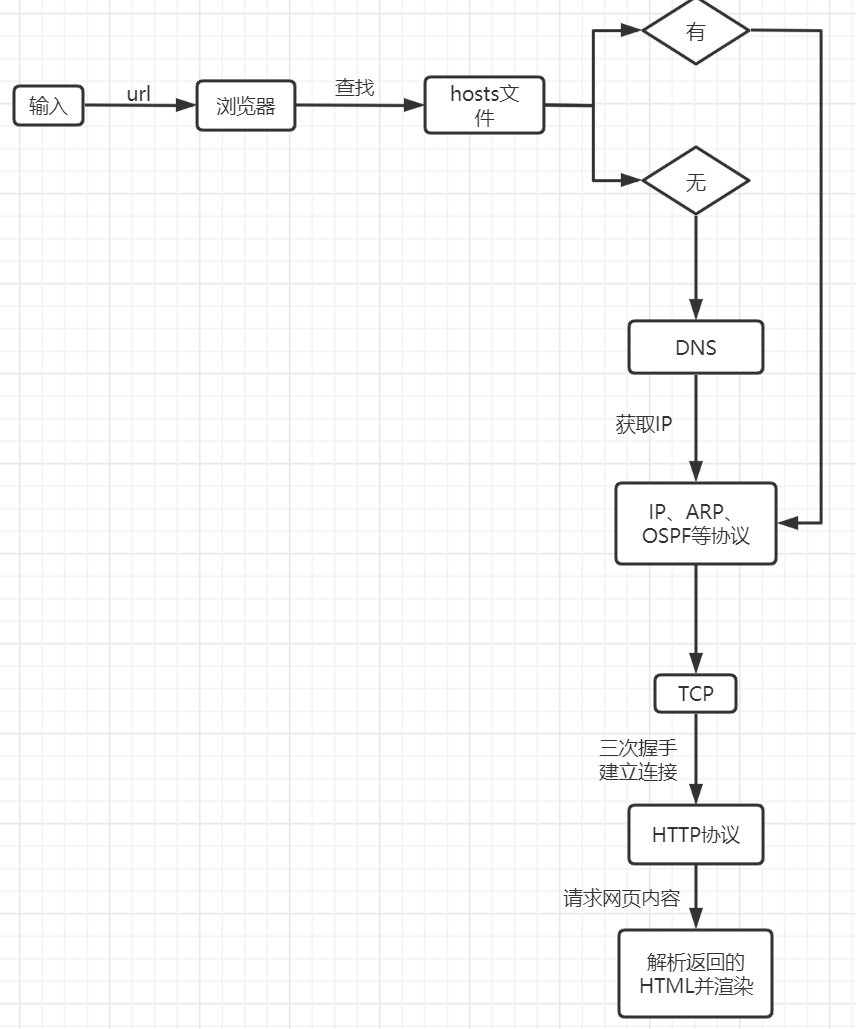 有
输入
url
浏览器
查找
hosts文
件
无
DNS
获取IP
IP、ARP、
OSPF等协议
TCP
三次握手
建立连接
HTTP协议
请求网页内容
解析返回的
HTML并渲染